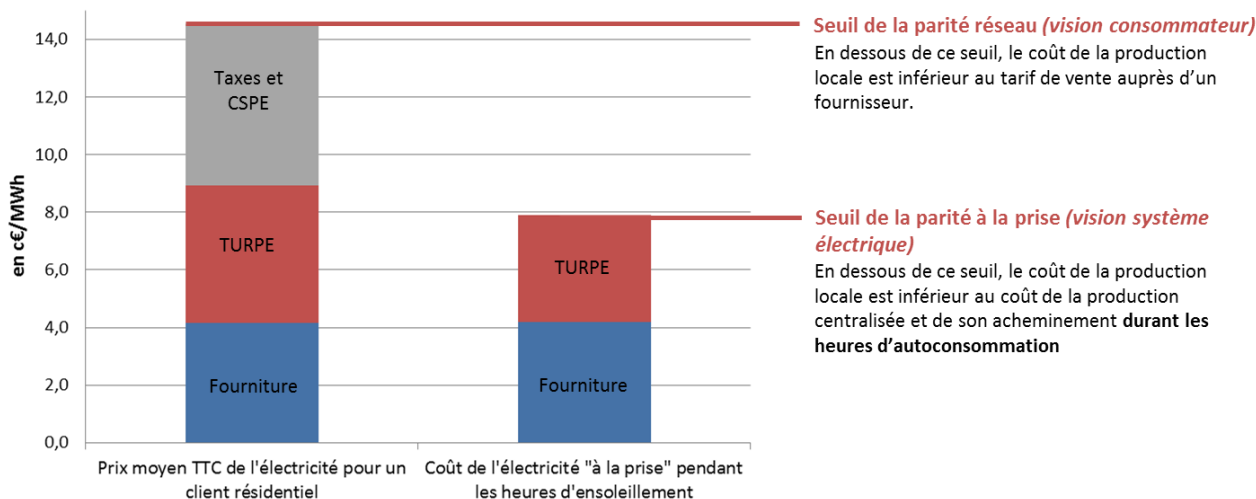 en c€/MWh
14,0
12,0
10,0
8,0
6,0
4,0
2,0
0,0
Taxes et
CSPE
TURPE
Fourniture
TURPE
Fourniture
Prix moyen TTC de l'électricité pour un
client résidentiel
Coût de l'électricité "à la prise" pendant
les heures d'ensoleillement
Seuil de la parité réseau (vision consommateur)
En dessous de ce seuil, le coût de la production
locale est inférieur au tarif de vente auprès d’un
fournisseur.
Seuil de la parité à la prise (vision système
électrique)
En dessous de ce seuil, le coût de la production
locale est inférieur au coût de la production
centralisée et de son acheminement durant les
heures d’autoconsommation